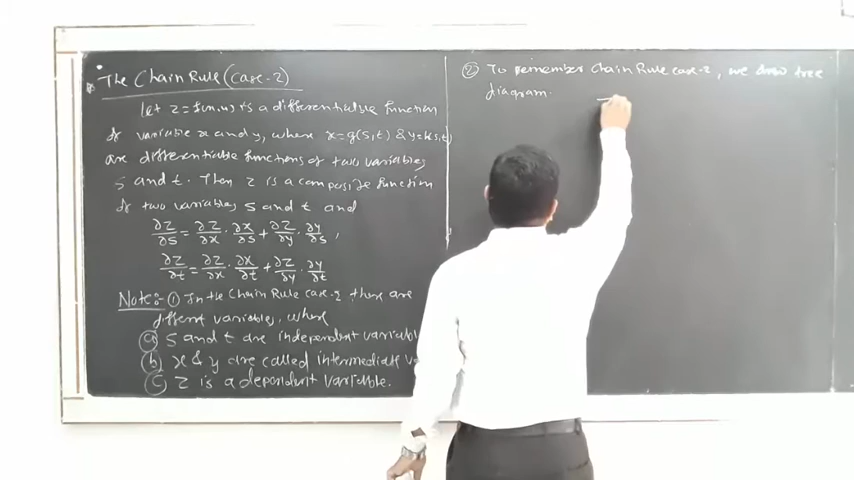 The Chain Rule (case-2)
let z = f(x, y) is a differentiable function
of variable x and y, where x = g(s, t) & y = h(s, t)
are differentiable functions of two variables
s and t. Then z is a composite function
of two variables s and t and
∂z/∂s = ∂z/∂x · ∂x/∂s + ∂z/∂y · ∂y/∂s ,
∂z/∂t = ∂z/∂x · ∂x/∂t + ∂z/∂y · ∂y/∂t
Note:- ① In the Chain Rule case-2, there are
different variables, where
(a) s and t are independent
(b) x & y are called intermediate
(c) z is a dependent variable.
② To remember Chain Rule case-2, we draw tree
diagram.